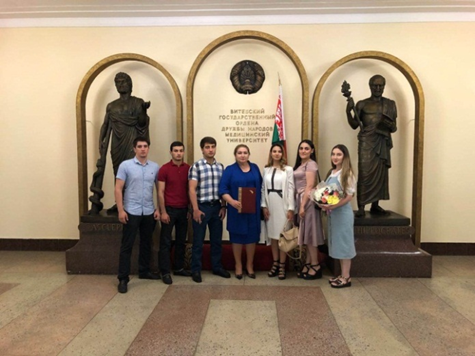 ВИТЕБСКИЙ
ГОСУДАРСТВЕННЫЙ
ОРДЕНА
ДРУЖБЫ НАРОДОВ
МЕДИЦИНСКИЙ
УНИВЕРСИТЕТ